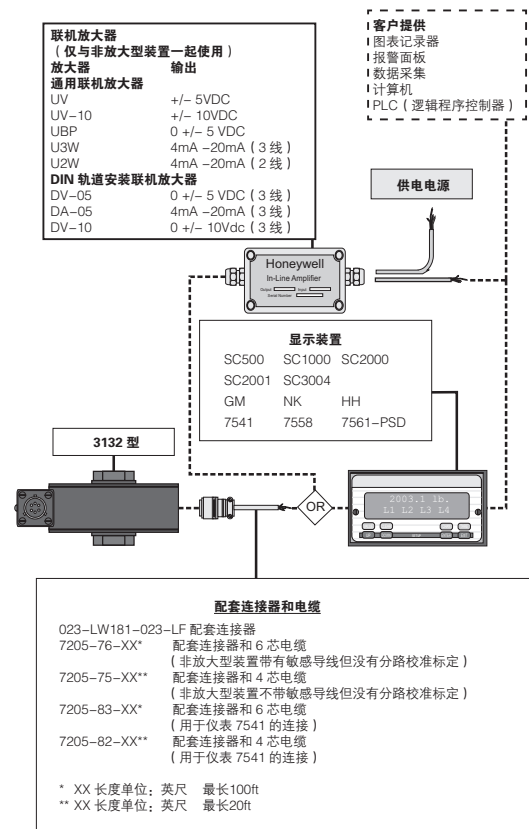 联机放大器
（仅与非放大型装置一起使用）
放大器 输出
通用联机放大器
UV +/– 5VDC
UV–10 +/– 10VDC
UBP 0 +/– 5 VDC
U3W 4mA –20mA（3 线）
U2W 4mA –20mA（2 线）
DIN 轨道安装联机放大器
DV–05 0 +/– 5 VDC（3 线）
DA–05 4mA –20mA（3 线）
DV–10 0 +/– 10Vdc（3 线）
客户提供
图表记录器
报警面板
数据采集
计算机
PLC（逻辑程序控制器）
供电电源
Honeywell
In-Line Amplifier
Output Input
Serial Number
显示装置
SC500 SC1000 SC2000
SC2001 SC3004
GM NK HH
7541 7558 7561–PSD
3132 型
OR
2003.1 lb.
L1 L2 L3 L4
配套连接器和电缆
023–LW181–023–LF 配套连接器
7205–76–XX* 配套连接器和 6 芯电缆
（非放大型装置带有敏感导线但没有分路校准标定）
7205–75–XX** 配套连接器和 4 芯电缆
（非放大型装置不带敏感导线但没有分路校准标定）
7205–83–XX* 配套连接器和 6 芯电缆
（用于仪表 7541 的连接）
7205–82–XX** 配套连接器和 4 芯电缆
（用于仪表 7541 的连接）
* XX 长度单位：英尺 最长100ft
** XX 长度单位：英尺 最长20ft